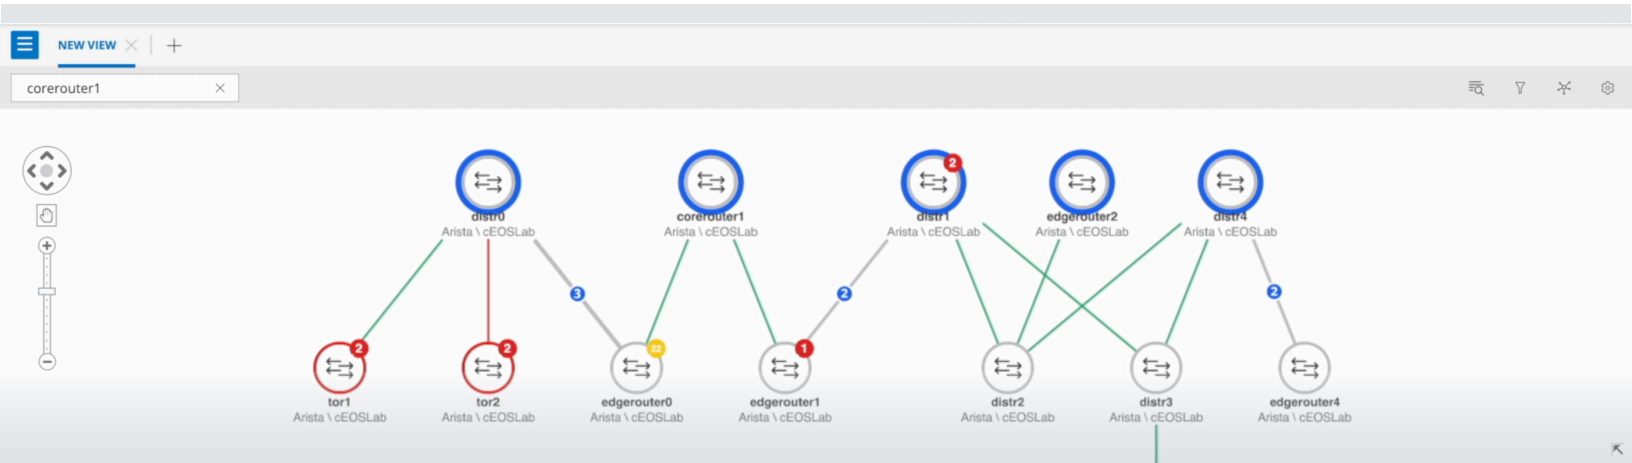 NEW VIEW
corerouter1
2
distr0
corerouter1
distr1
edgerouter2
distr4
Arista \ cEOSLab
Arista \ cEOSLab
Arista \ cEOSLab
Arista \ cEOSLab
Arista \ cEOSLab
3
2
2
2
2
22
1
tor1
tor2
edgerouter0
edgerouter1
distr2
distr3
edgerouter4
Arista \ cEOSLab
Arista \ cEOSLab
Arista \ cEOSLab
Arista \ cEOSLab
Arista \ cEOSLab
Arista \ cEOSLab
Arista \ cEOSLab